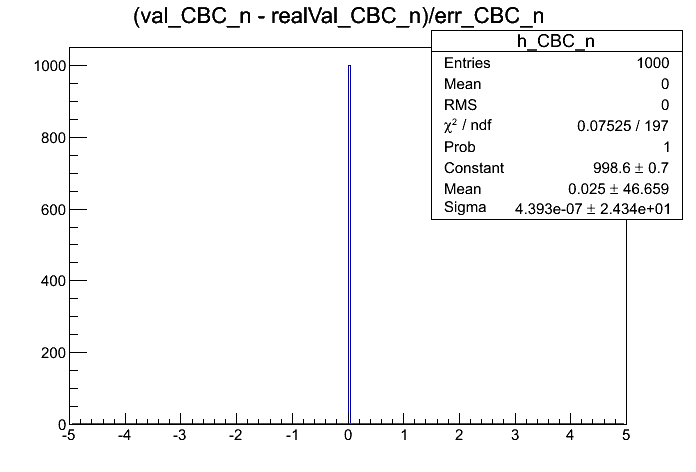 (val_CBC_n - realVal_CBC_n)/err_CBC_n
h_CBC_n
Entries 1000
Mean 0
RMS 0
χ² / ndf 0.07525 / 197
Prob 1
Constant 998.6 ± 0.7
Mean 0.025 ± 46.659
Sigma 4.393e-07 ± 2.434e+01
1000
800
600
400
200
0
-5 -4 -3 -2 -1 0 1 2 3 4 5